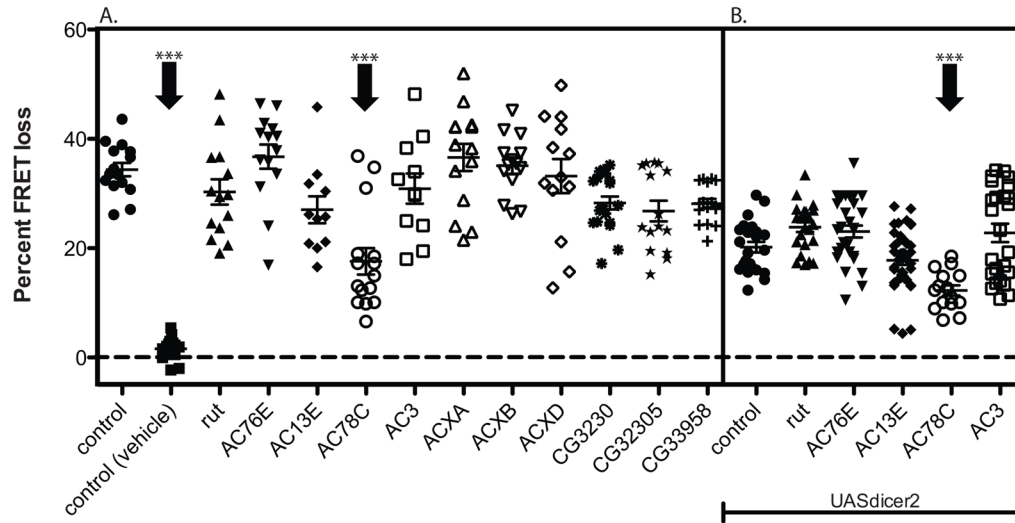 A.
B.
60
40
20
0
Percent FRET loss
***
***
***
control
control (vehicle)
rut
AC76E
AC13E
AC78C
AC3
ACXA
ACXB
ACXD
CG3230
CG32305
CG33958
control
rut
AC76E
AC13E
AC78C
AC3
UASdicer2